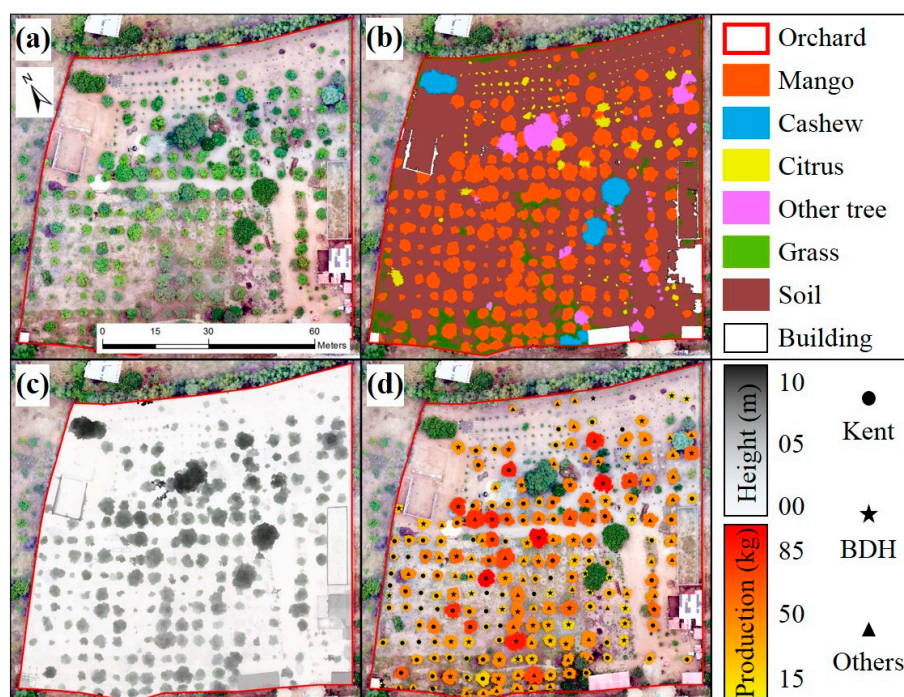 (a)
N
0 15 30 60
Meters
(b)
Orchard
Mango
Cashew
Citrus
Other tree
Grass
Soil
Building
(c)
(d)
Height (m)
10
05
00
Production (kg)
85
50
15
Kent
BDH
Others